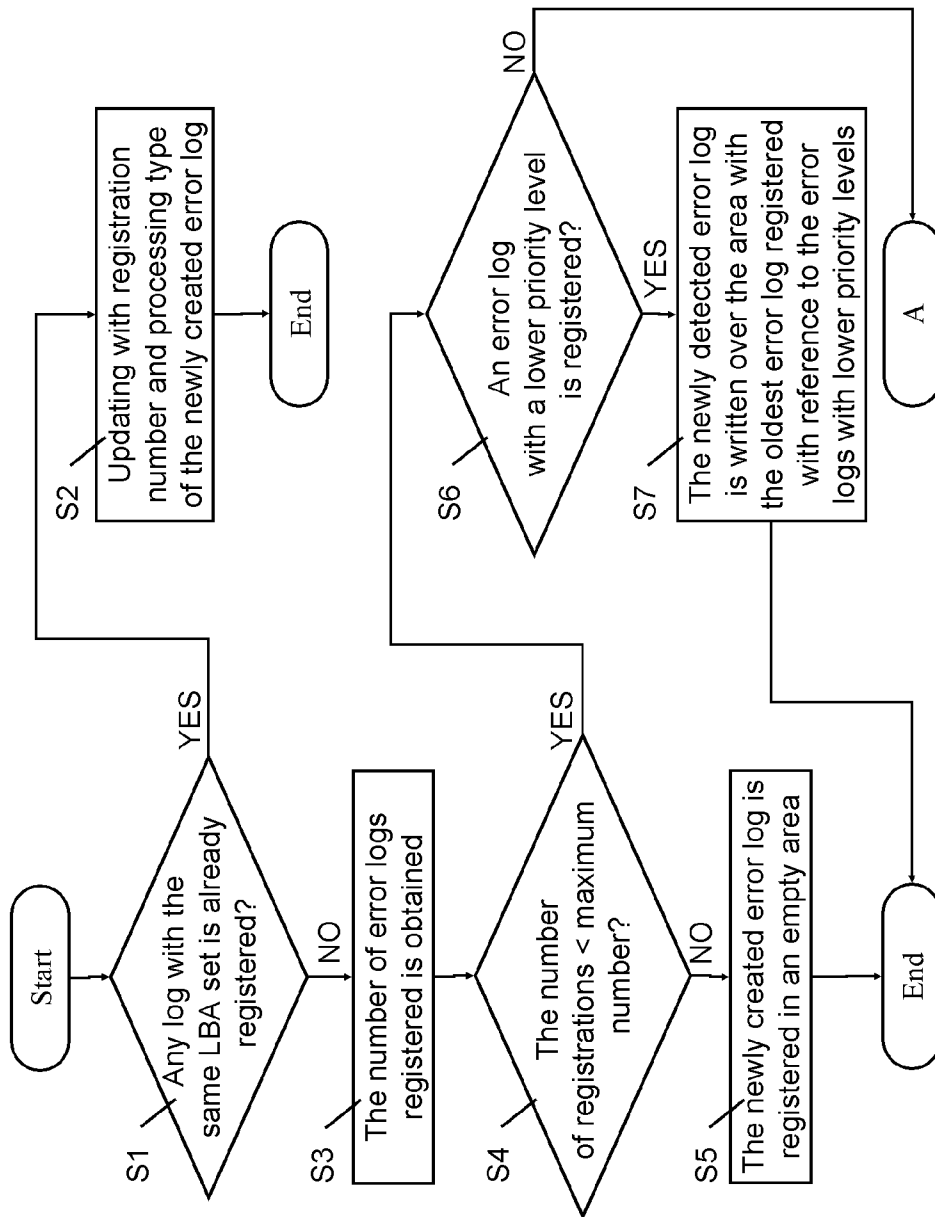 Start
S1
Any log with the
same LBA set is already
registered?
YES
NO
S2
Updating with registration
number and processing type
of the newly created error log
End
S3
The number of error logs
registered is obtained
S4
The number
of registrations < maximum
number?
YES
NO
S5
The newly created error log is
registered in an empty area
End
S6
An error log
with a lower priority level
is registered?
NO
YES
S7
The newly detected error log
is written over the area with
the oldest error log registered
with reference to the error
logs with lower priority levels
A